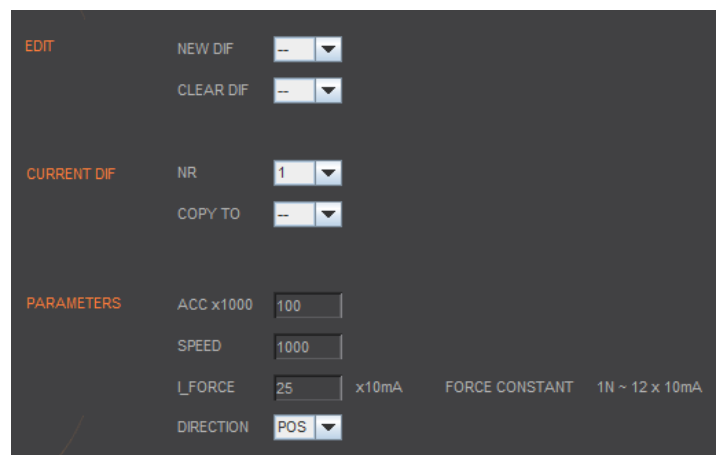 EDIT NEW DIF --
CLEAR DIF --
CURRENT DIF NR 1
COPY TO --
PARAMETERS ACC x1000 100
SPEED 1000
I_FORCE 25 x10mA FORCE CONSTANT 1N ~ 12 x 10mA
DIRECTION POS